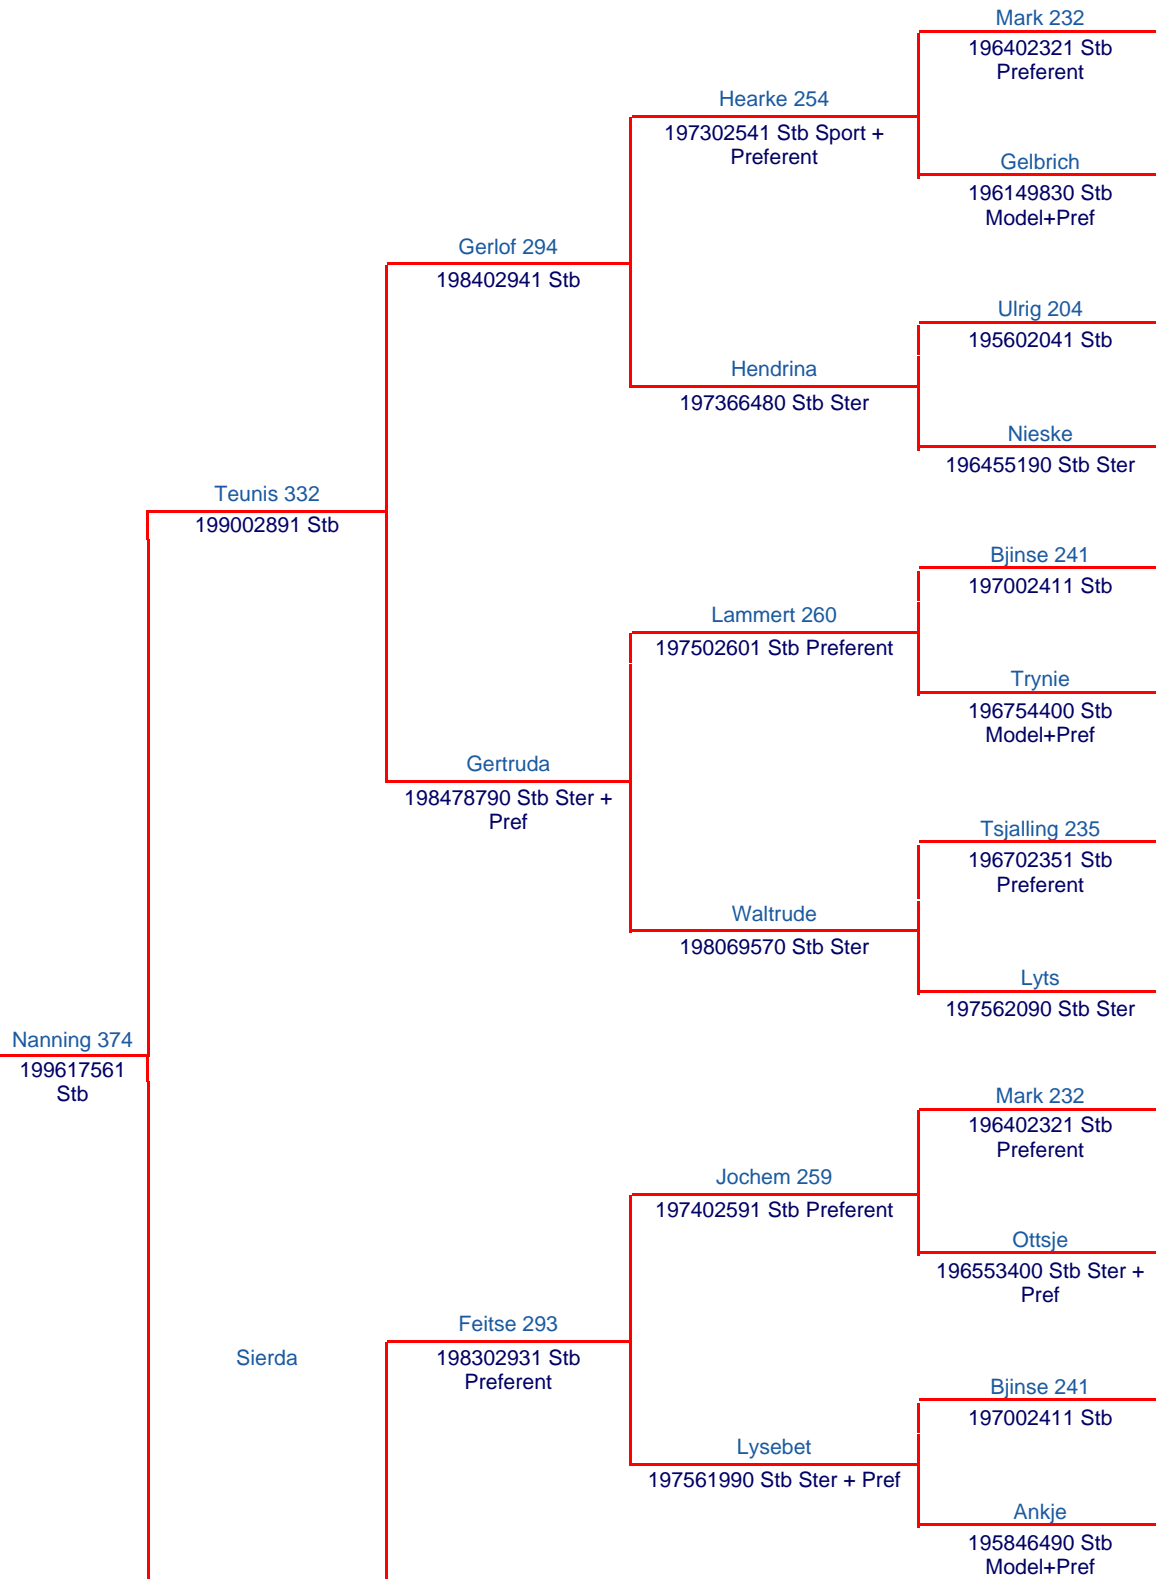 Mark 232
196402321 Stb
Preferent
Hearke 254
197302541 Stb Sport +
Preferent
Gelbrich
196149830 Stb
Model+Pref
Gerlof 294
198402941 Stb
Ulrig 204
195602041 Stb
Hendrina
197366480 Stb Ster
Nieske
196455190 Stb Ster
Teunis 332
199002891 Stb
Bjinse 241
197002411 Stb
Lammert 260
197502601 Stb Preferent
Trynie
196754400 Stb
Model+Pref
Gertruda
198478790 Stb Ster +
Pref
Tsjalling 235
196702351 Stb
Preferent
Waltrude
198069570 Stb Ster
Lyts
197562090 Stb Ster
Nanning 374
199617561
Stb
Mark 232
196402321 Stb
Preferent
Jochem 259
197402591 Stb Preferent
Ottsje
196553400 Stb Ster +
Pref
Feitse 293
198302931 Stb
Preferent
Sierda
Bjinse 241
197002411 Stb
Lysebet
197561990 Stb Ster + Pref
Ankje
195846490 Stb
Model+Pref